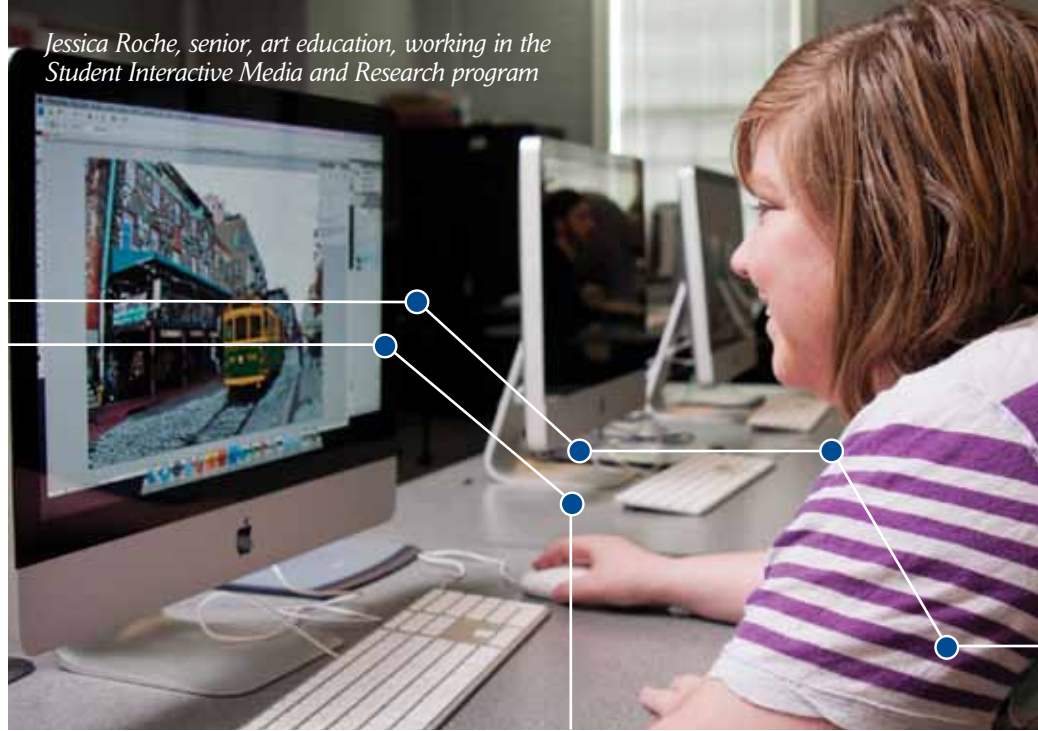 Jessica Roche, senior, art education, working in the
Student Interactive Media and Research program